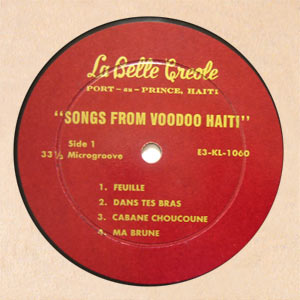 La Belle Creole
PORT - au - PRINCE, HAITI
"SONGS FROM VOODOO HAITI"
Side 1
33⅓ Microgroove E3-KL-1060
1. FEUILLE
2. DANS TES BRAS
3. CABANE CHOUCOUNE
4. MA BRUNE